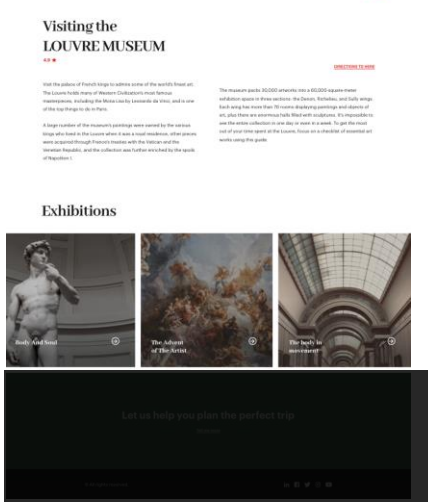 Visiting the
LOUVRE MUSEUM
4.9 ★
DIRECTIONS TO HERE
Visit the palace of French kings to admire some of the world's finest art.
The Louvre holds many of Western Civilization's most famous
masterpieces, including the Mona Lisa by Leonardo da Vinci, and is one
of the top things to do in Paris.
A large number of the museum's paintings were owned by the various
kings who lived in the Louvre when it was a royal residence, other pieces
were acquired through France's treaties with the Vatican and the
Venetian Republic, and the collection was further enriched by the spoils
of Napoléon I.
The museum packs 30,000 artworks into a 60,000-square-meter
exhibition space in three sections: the Denon, Richelieu, and Sully wings.
Each wing has more than 70 rooms displaying paintings and objects of
art, plus there are enormous halls filled with sculptures. It's impossible to
see the entire collection in one day or even in a week. To get the most
out of your time spent at the Louvre, focus on a checklist of essential art
works using this guide.
Exhibitions
Body And Soul
The Advent
of The Artist
The body in
movement
Let us help you plan the perfect trip